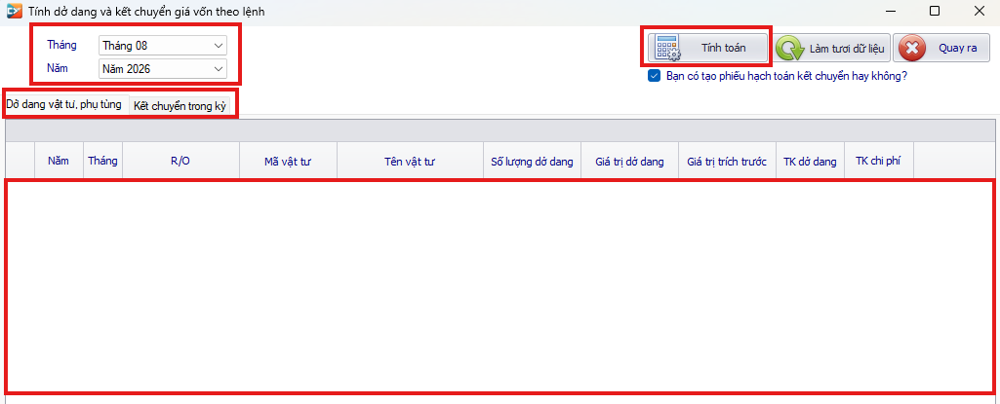 Tính dở dang và kết chuyển giá vốn theo lệnh
Tháng Tháng 08
Năm Năm 2026
Tính toán Làm tươi dữ liệu Quay ra
Bạn có tạo phiếu hạch toán kết chuyển hay không?
Dở dang vật tư, phụ tùng Kết chuyển trong kỳ
Năm Tháng R/O Mã vật tư Tên vật tư Số lượng dở dang Giá trị dở dang Giá trị trích trước TK dở dang TK chi phí